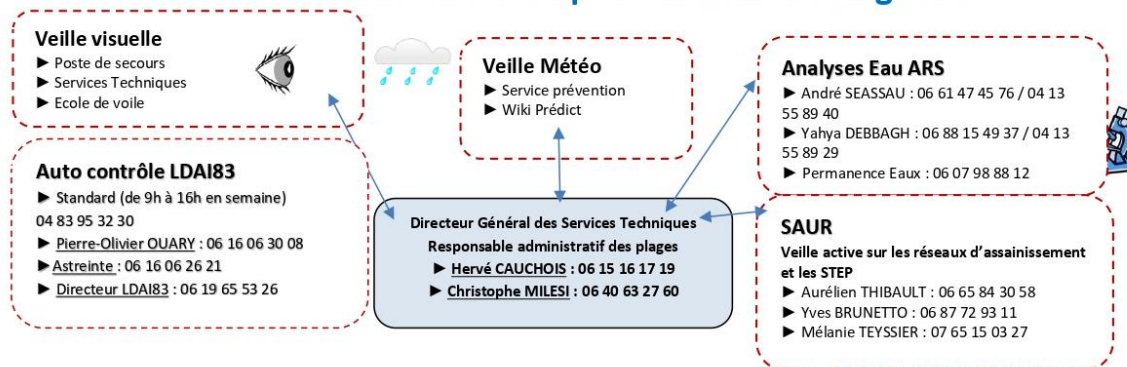 Veille visuelle
► Poste de secours
► Services Techniques
► Ecole de voile
Veille Météo
► Service prévention
► Wiki Prédict
Analyses Eau ARS
► André SEASSAU : 06 61 47 45 76 / 04 13
55 89 40
► Yahya DEBBAGH : 06 88 15 49 37 / 04 13
55 89 29
► Permanence Eaux : 06 07 98 88 12
Auto contrôle LDAI83
► Standard (de 9h à 16h en semaine)
04 83 95 32 30
► Pierre-Olivier OUARY : 06 16 06 30 08
►Astreinte : 06 16 06 26 21
► Directeur LDAI83 : 06 19 65 53 26
Directeur Général des Services Techniques
Responsable administratif des plages
► Hervé CAUCHOIS : 06 15 16 17 19
► Christophe MILESI : 06 40 63 27 60
SAUR
Veille active sur les réseaux d'assainissement
et les STEP
► Aurélien THIBAULT : 06 65 84 30 58
► Yves BRUNETTO : 06 87 72 93 11
► Mélanie TEYSSIER : 07 65 15 03 27